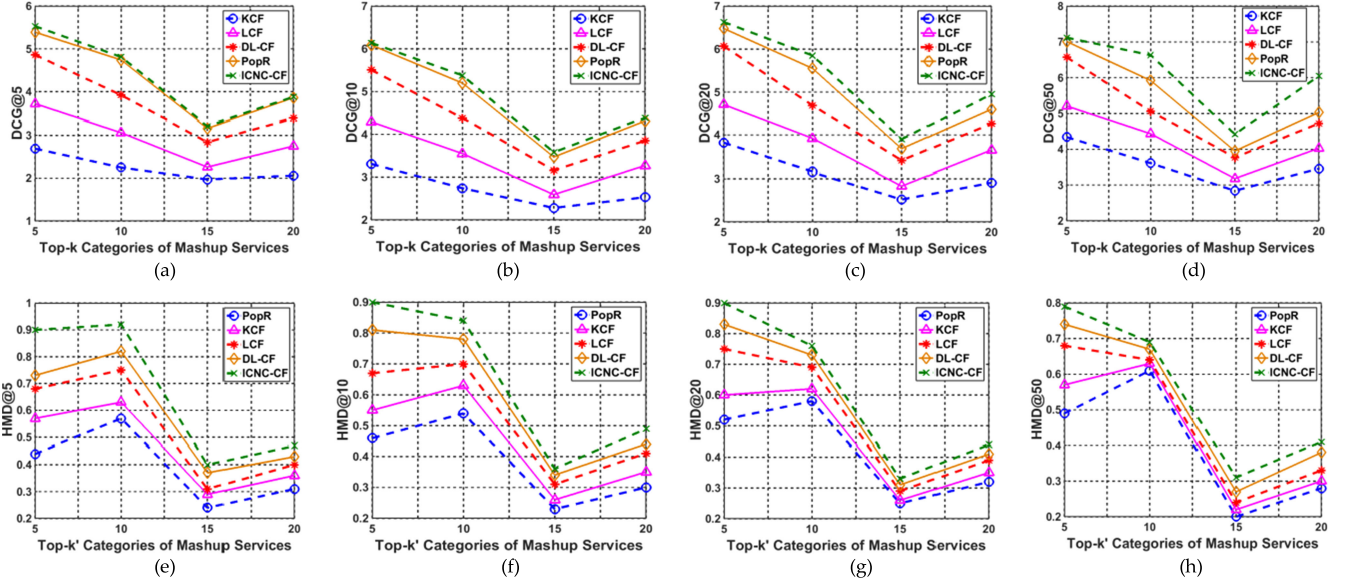 6
5
4
3
2
1
DCG@5
5
10
15
20
Top-k Categories of Mashup Services
KCF
LCF
DL-CF
PopR
ICNC-CF
(a)
7
6
5
4
3
2
DCG@10
5
10
15
20
Top-k Categories of Mashup Services
KCF
LCF
DL-CF
PopR
ICNC-CF
(b)
7
6
5
4
3
2
DCG@20
5
10
15
20
Top-k Categories of Mashup Services
KCF
LCF
DL-CF
PopR
ICNC-CF
(c)
8
7
6
5
4
3
2
DCG@50
5
10
15
20
Top-k Categories of Mashup Services
KCF
LCF
DL-CF
PopR
ICNC-CF
(d)
1
0.9
0.8
0.7
0.6
0.5
0.4
0.3
0.2
HMD@5
5
10
15
20
Top-k' Categories of Mashup Services
PopR
KCF
LCF
DL-CF
ICNC-CF
(e)
0.9
0.8
0.7
0.6
0.5
0.4
0.3
0.2
HMD@10
5
10
15
20
Top-k' Categories of Mashup Services
PopR
KCF
LCF
DL-CF
ICNC-CF
(f)
0.9
0.8
0.7
0.6
0.5
0.4
0.3
0.2
HMD@20
5
10
15
20
Top-k' Categories of Mashup Services
PopR
KCF
LCF
DL-CF
ICNC-CF
(g)
0.8
0.7
0.6
0.5
0.4
0.3
0.2
HMD@50
5
10
15
20
Top-k' Categories of Mashup Services
PopR
KCF
LCF
DL-CF
ICNC-CF
(h)